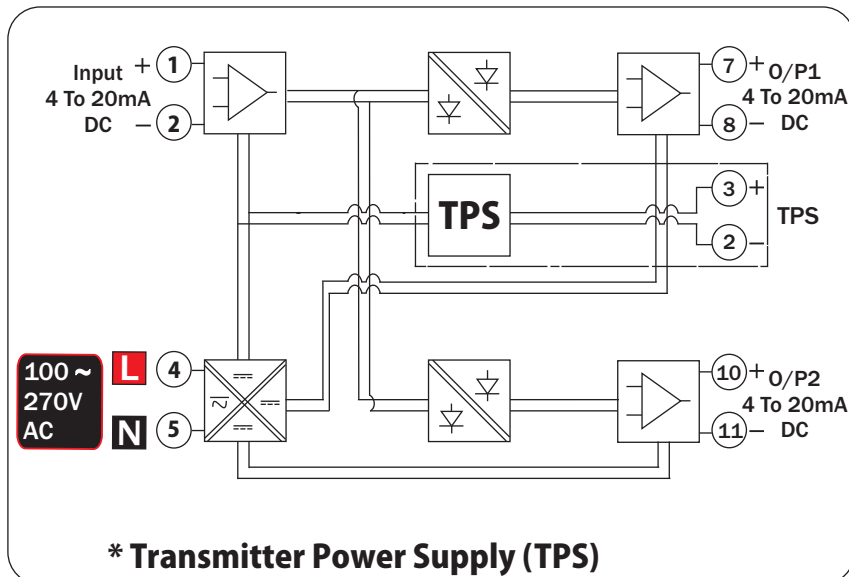 Input + 1
4 To 20mA
DC − 2
7 + O/P1
4 To 20mA
8 − DC
TPS
3 +
TPS
2 −
100 ~
270V
AC
L 4
N 5
10 + O/P2
4 To 20mA
11 − DC
* Transmitter Power Supply (TPS)